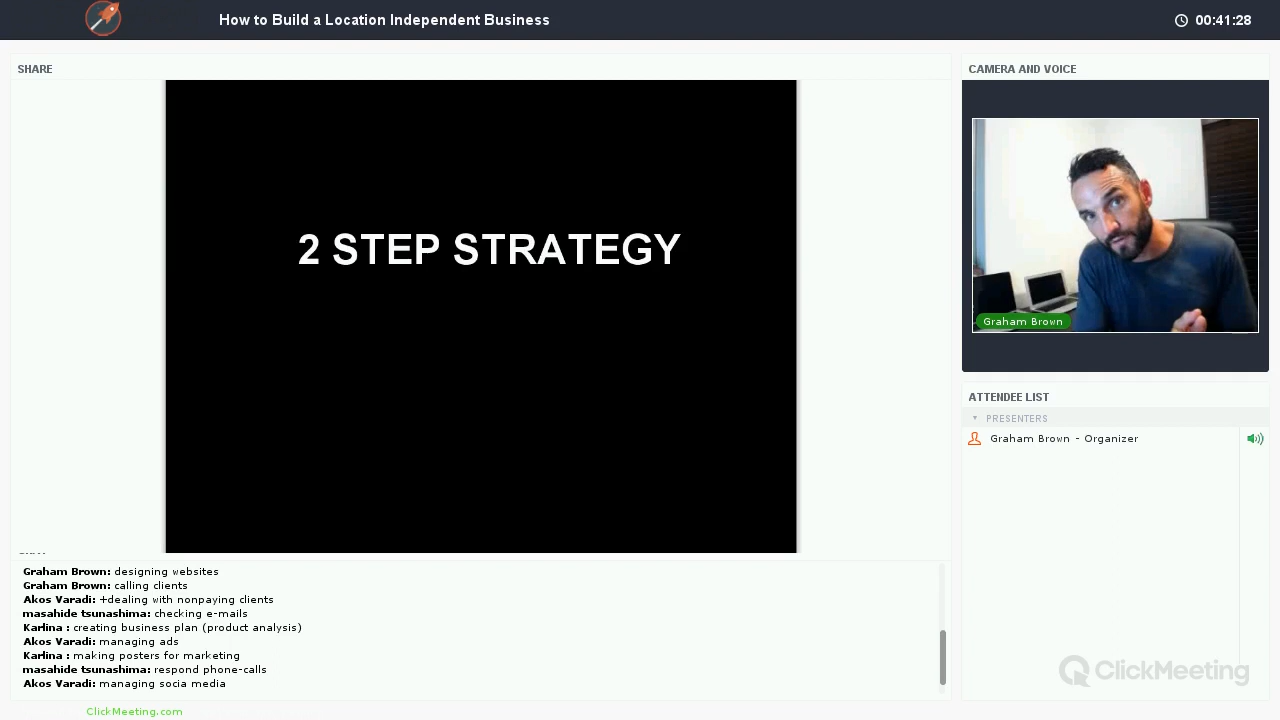 How to Build a Location Independent Business
00:41:28
SHARE
2 STEP STRATEGY
CAMERA AND VOICE
Graham Brown
ATTENDEE LIST
PRESENTERS
Graham Brown - Organizer
Graham Brown: designing websites
Graham Brown: calling clients
Akos Varadi: +dealing with nonpaying clients
masahide tsunashima: checking e-mails
Karlina : creating business plan (product analysis)
Akos Varadi: managing ads
Karlina : making posters for marketing
masahide tsunashima: respond phone-calls
Akos Varadi: managing socia media
ClickMeeting
ClickMeeting.com